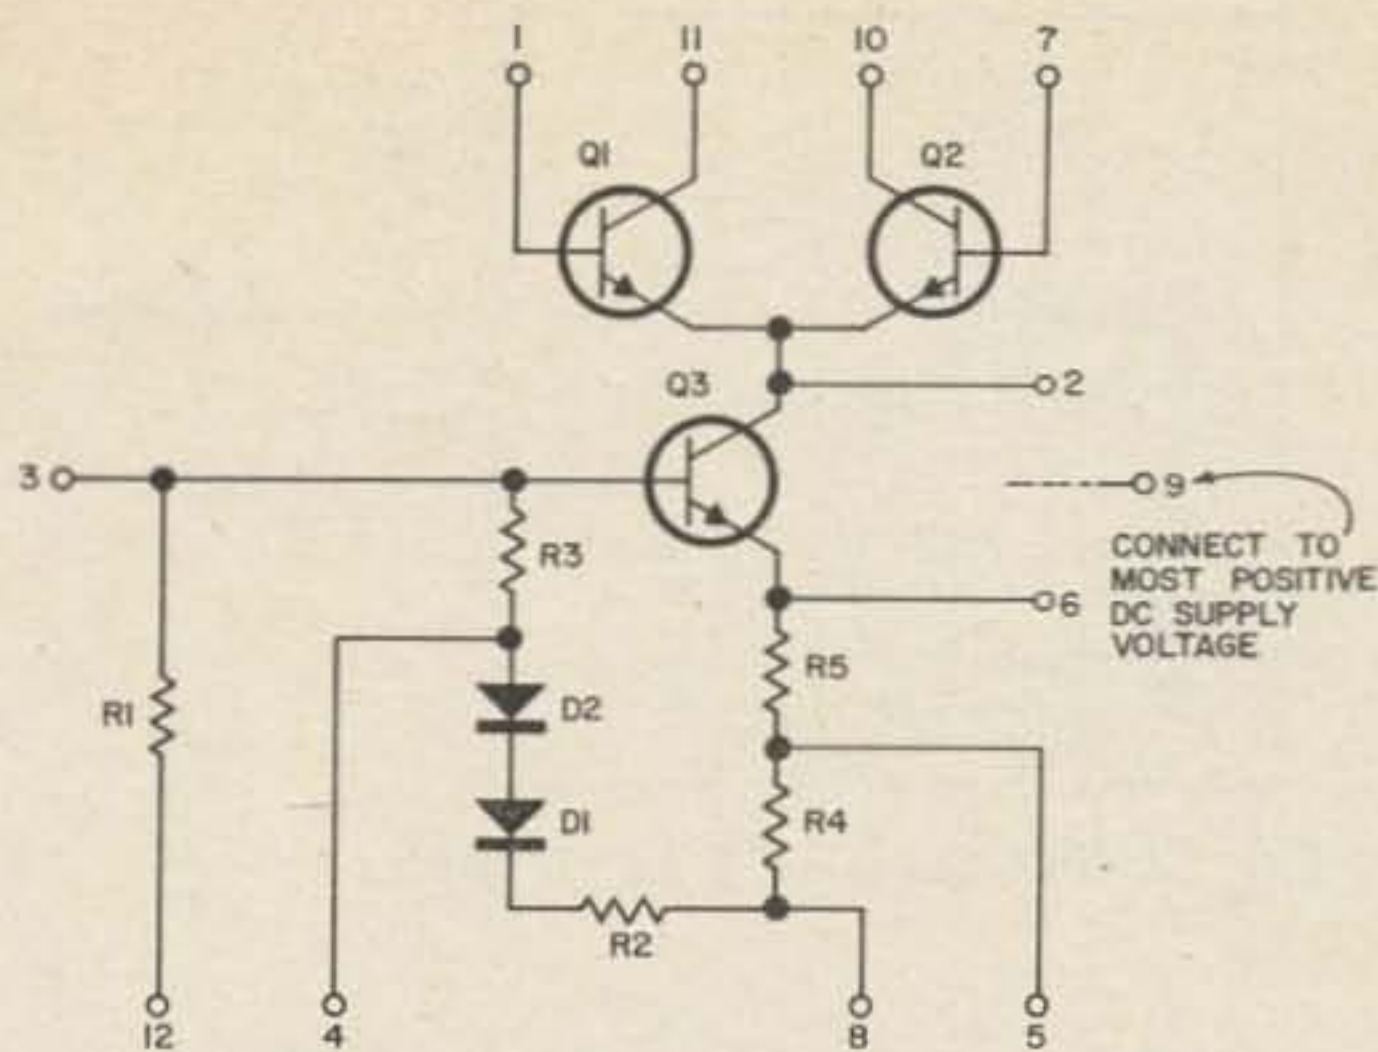 1
11
10
7
Q1
Q2
Q3
2
3
9
CONNECT TO
MOST POSITIVE
DC SUPPLY
VOLTAGE
R3
6
R5
R1
D2
D1
R4
R2
12
4
8
5